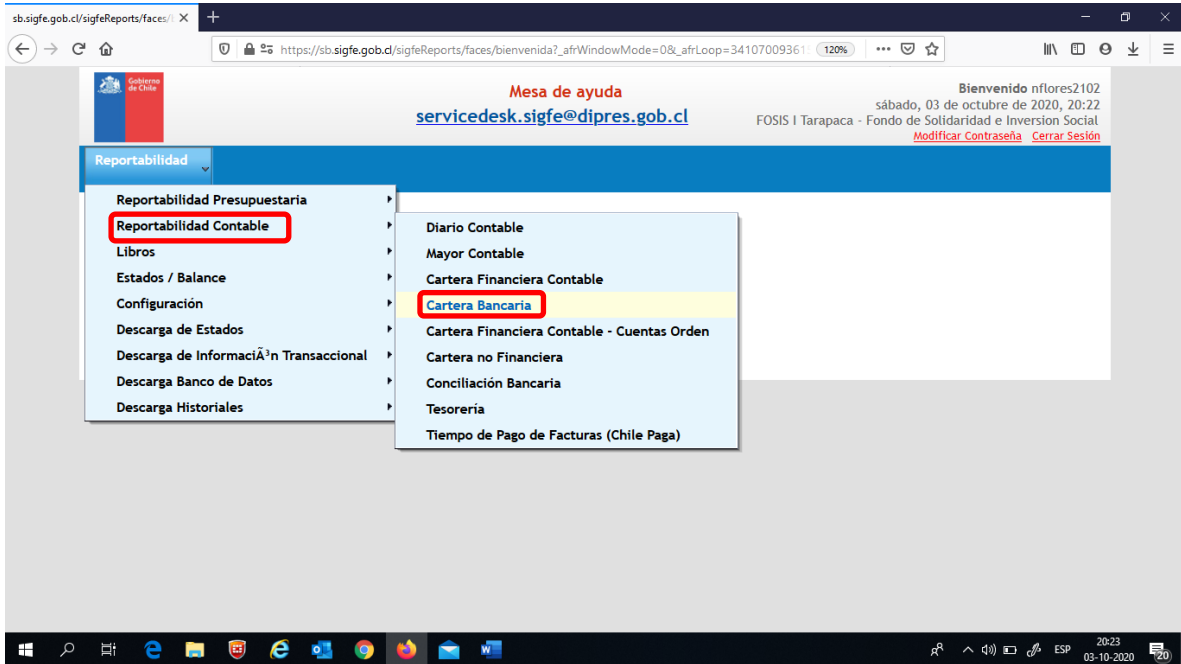 sb.sigfe.gob.cl/sigfeReports/faces/
https://sb.sigfe.gob.cl/sigfeReports/faces/bienvenida?_afrWindowMode=0&_afrLoop=34107009361
120%
Gobierno
de Chile
Mesa de ayuda
servicedesk.sigfe@dipres.gob.cl
Bienvenido nflores2102
sábado, 03 de octubre de 2020, 20:22
FOSIS I Tarapaca - Fondo de Solidaridad e Inversion Social
Modificar Contraseña Cerrar Sesión
Reportabilidad
Reportabilidad Presupuestaria
Reportabilidad Contable
Libros
Estados / Balance
Configuración
Descarga de Estados
Descarga de InformaciÃ³n Transaccional
Descarga Banco de Datos
Descarga Historiales
Diario Contable
Mayor Contable
Cartera Financiera Contable
Cartera Bancaria
Cartera Financiera Contable - Cuentas Orden
Cartera no Financiera
Conciliación Bancaria
Tesorería
Tiempo de Pago de Facturas (Chile Paga)
ESP
20:23
03-10-2020
20